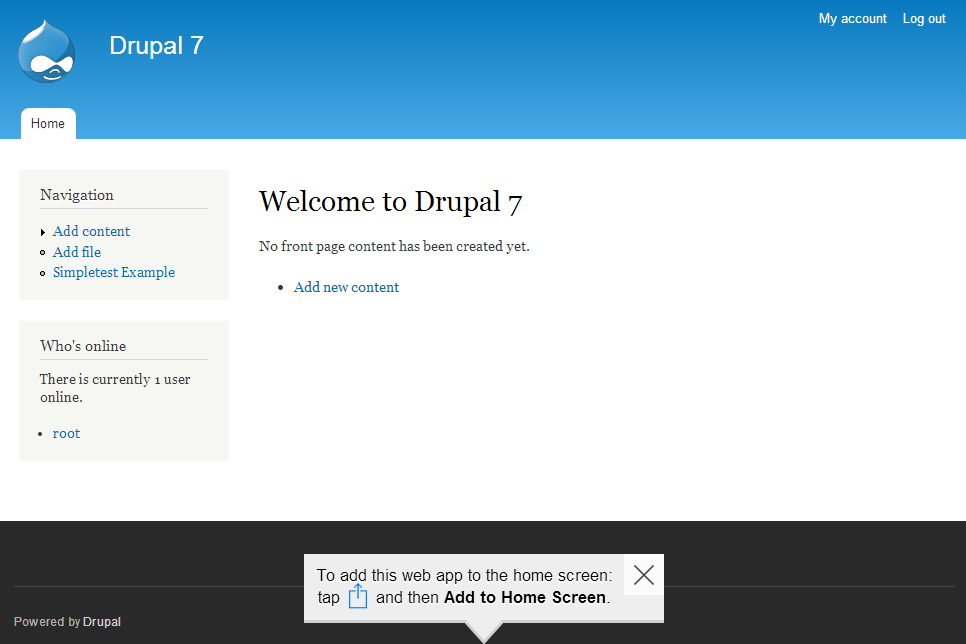 My account Log out
Drupal 7
Home
Navigation
Add content
Add file
Simpletest Example
Who's online
There is currently 1 user
online.
root
Welcome to Drupal 7
No front page content has been created yet.
Add new content
To add this web app to the home screen:
tap and then Add to Home Screen.
Powered by Drupal